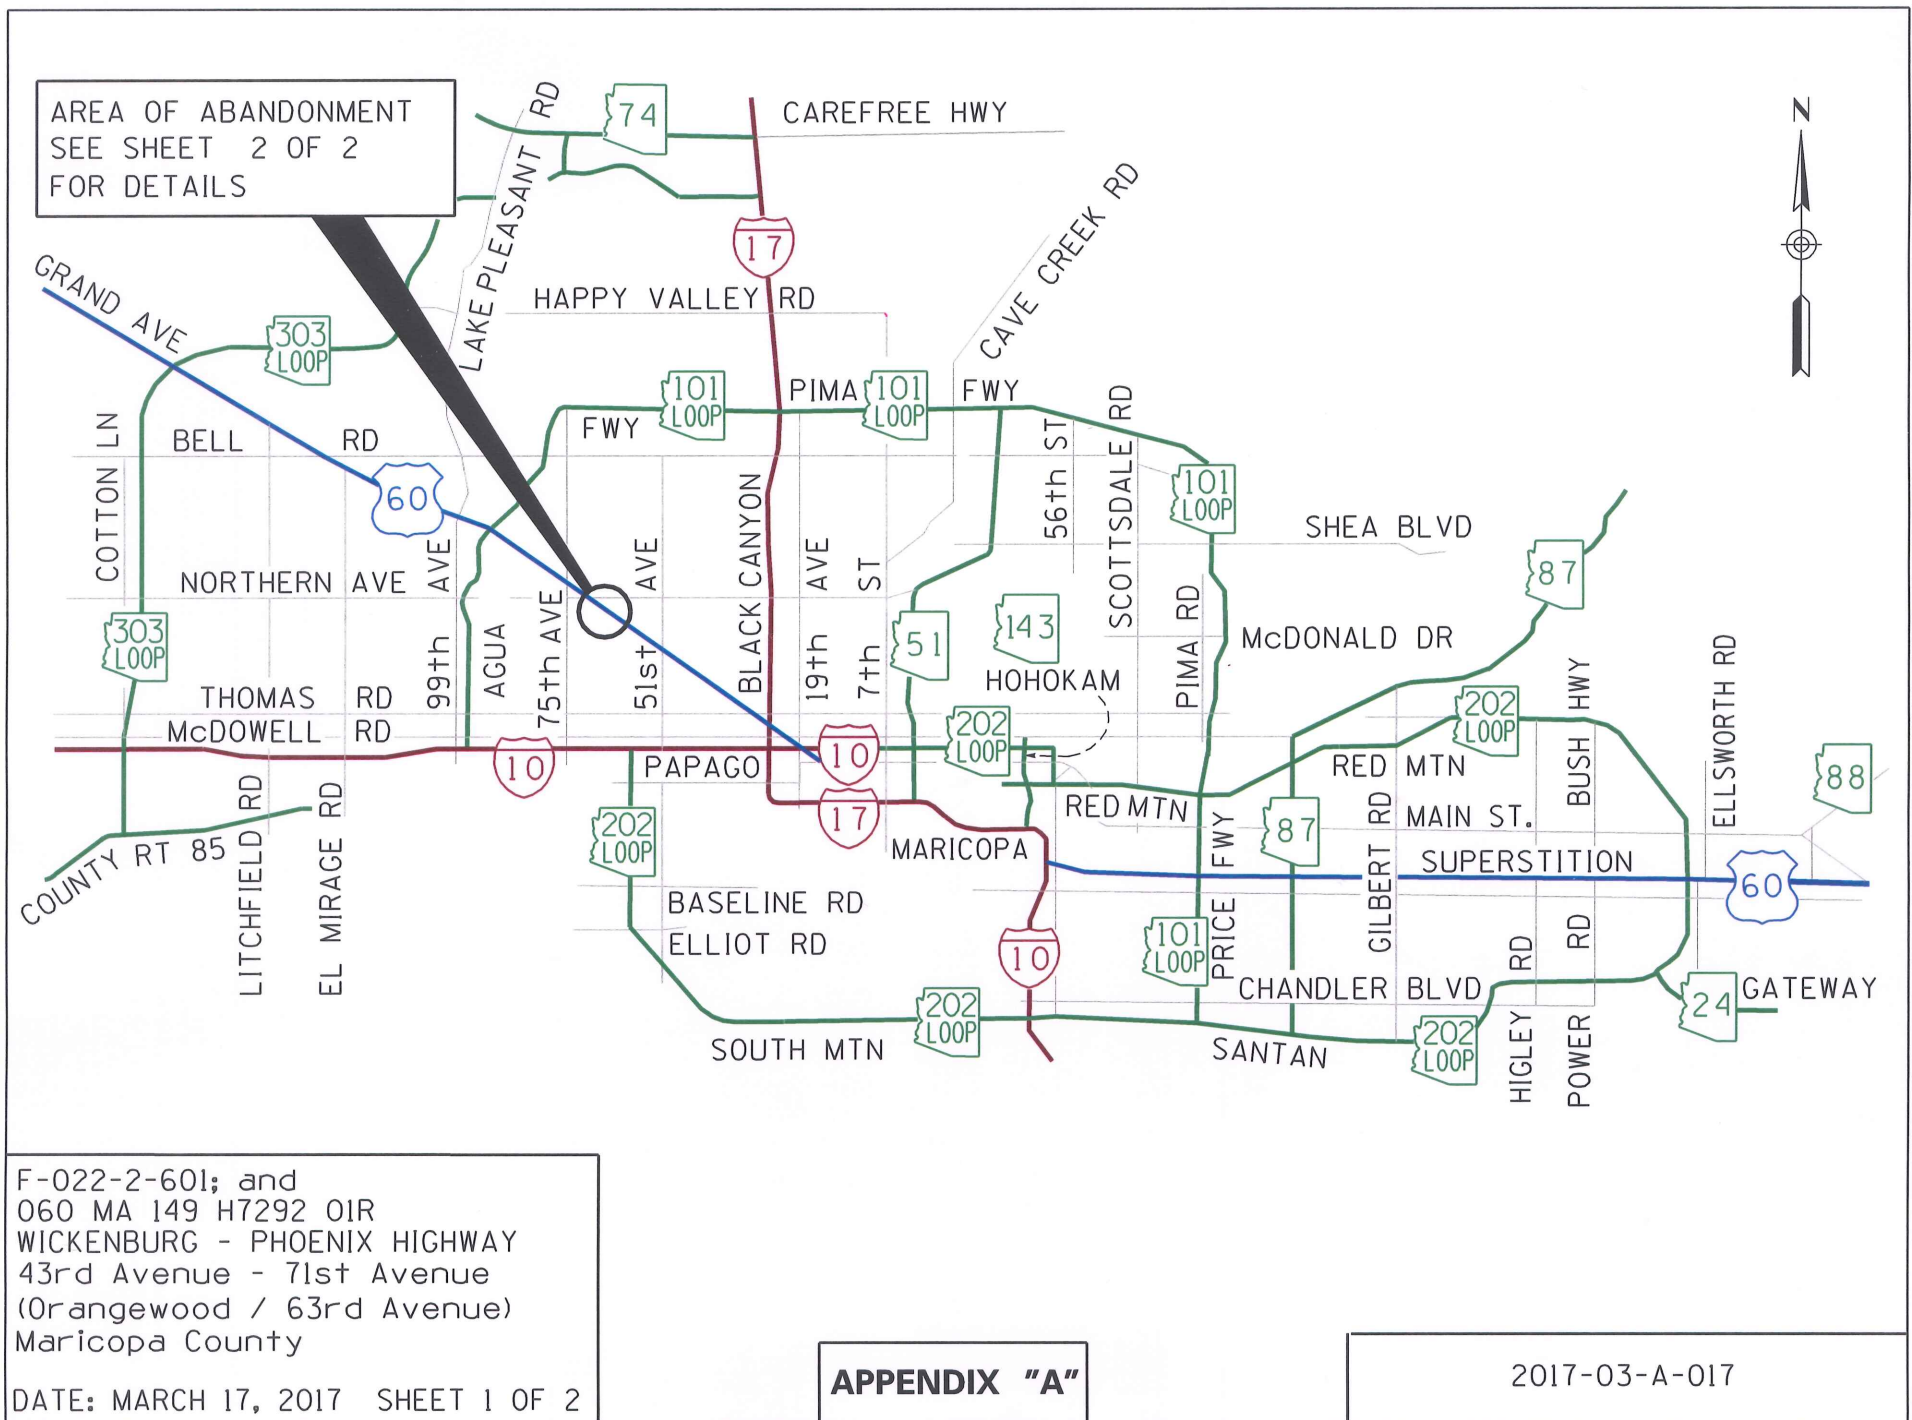 AREA OF ABANDONMENT
SEE SHEET 2 OF 2
FOR DETAILS
LAKE PLEASANT RD
74
CAREFREE HWY
N
17
CAVE CREEK RD
GRAND AVE
HAPPY VALLEY RD
303 LOOP
101 LOOP
PIMA
101 LOOP
FWY
FWY
BELL RD
COTTON LN
60
56th ST
SCOTTSDALE RD
101 LOOP
SHEA BLVD
87
NORTHERN AVE
99th AVE
AGUA
75th AVE
51st AVE
BLACK CANYON
19th AVE
7th ST
51
143
HOHOKAM
PIMA RD
McDONALD DR
303 LOOP
THOMAS RD
McDOWELL RD
10
PAPAGO
10
202 LOOP
202 LOOP
RED MTN
BUSH HWY
ELLSWORTH RD
88
LITCHFIELD RD
EL MIRAGE RD
COUNTY RT 85
202 LOOP
17
MARICOPA
RED MTN
PRICE FWY
87
GILBERT RD
MAIN ST.
SUPERSTITION
60
BASELINE RD
ELLIOT RD
10
101 LOOP
CHANDLER BLVD
HIGLEY RD
POWER RD
24
GATEWAY
202 LOOP
SOUTH MTN
SANTAN
202 LOOP
F-022-2-601; and
060 MA 149 H7292 01R
WICKENBURG - PHOENIX HIGHWAY
43rd Avenue - 71st Avenue
(Orangewood / 63rd Avenue)
Maricopa County
DATE: MARCH 17, 2017 SHEET 1 OF 2
APPENDIX "A"
2017-03-A-017